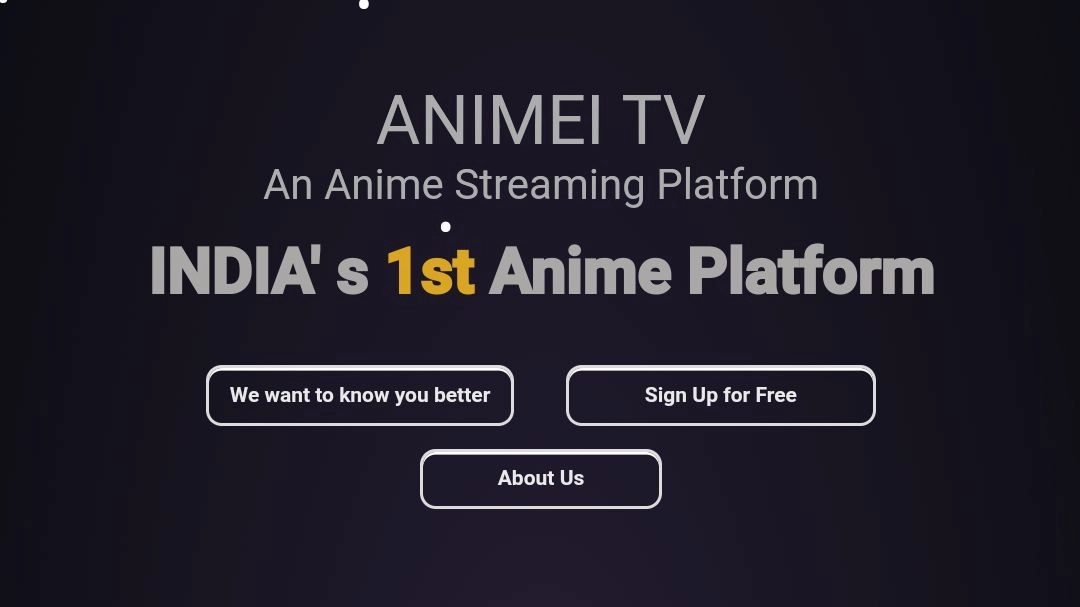 ANIMEI TV
An Anime Streaming Platform
INDIA' s 1st Anime Platform
We want to know you better
Sign Up for Free
About Us